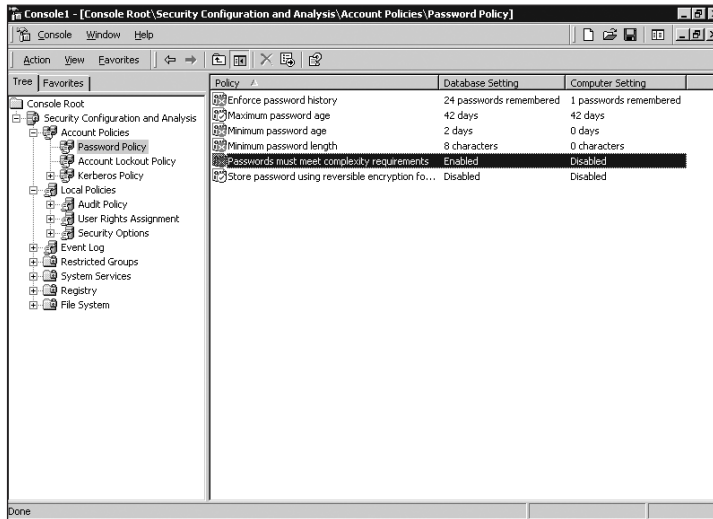 Console1 - [Console Root\Security Configuration and Analysis\Account Policies\Password Policy]
Console Window Help
Action View Favorites
Tree Favorites
Policy Database Setting Computer Setting
Console Root
Security Configuration and Analysis
Account Policies
Password Policy
Account Lockout Policy
Kerberos Policy
Local Policies
Audit Policy
User Rights Assignment
Security Options
Event Log
Restricted Groups
System Services
Registry
File System
Enforce password history 24 passwords remembered 1 passwords remembered
Maximum password age 42 days 42 days
Minimum password age 2 days 0 days
Minimum password length 8 characters 0 characters
Passwords must meet complexity requirements Enabled Disabled
Store password using reversible encryption fo... Disabled Disabled
Done